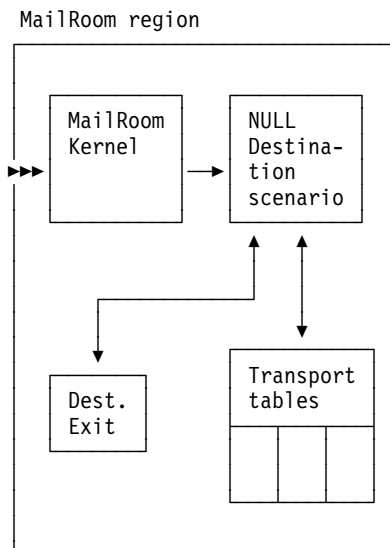 MailRoom region
MailRoom
Kernel
NULL
Destina-
tion
scenario
Dest.
Exit
Transport
tables